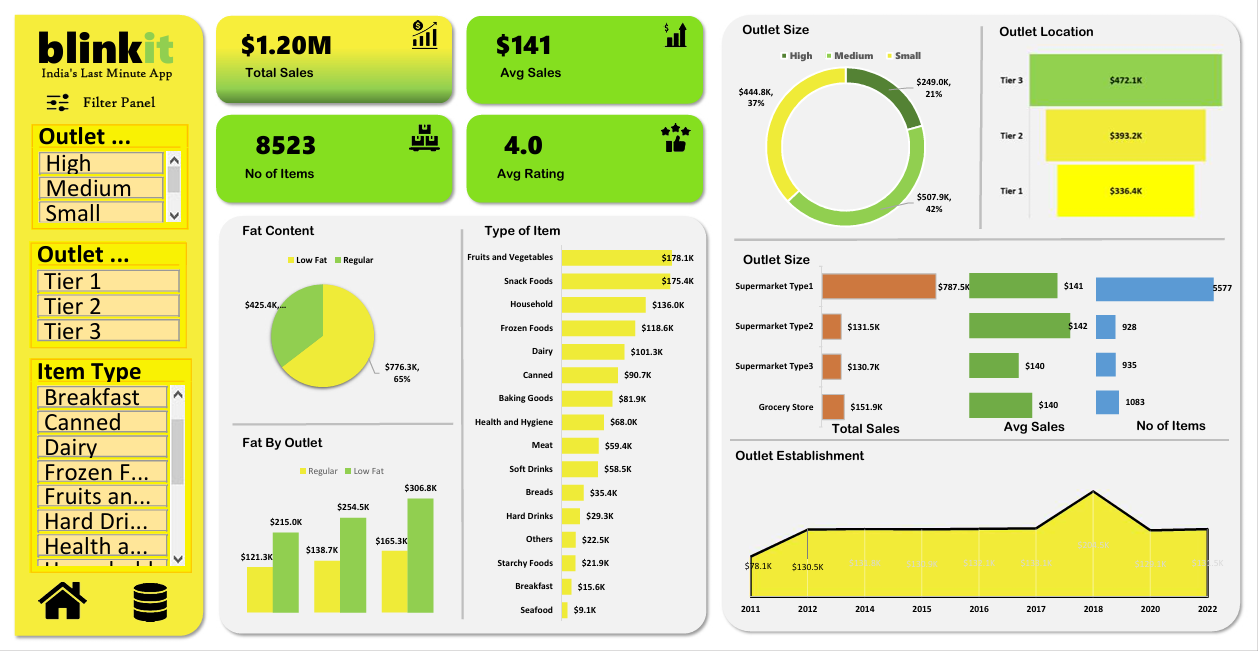 blinkit
India's Last Minute App
Filter Panel
Outlet ...
High
Medium
Small
Outlet ...
Tier 1
Tier 2
Tier 3
Item Type
Breakfast
Canned
Dairy
Frozen F...
Fruits an...
Hard Dri...
Health a...
$1.20M
Total Sales
$141
Avg Sales
8523
No of Items
4.0
Avg Rating
Fat Content
Low Fat Regular
$425.4K,...
$776.3K,
65%
Fat By Outlet
Regular Low Fat
$121.3K $215.0K $138.7K $254.5K $165.3K $306.8K
Type of Item
Fruits and Vegetables $178.1K
Snack Foods $175.4K
Household $136.0K
Frozen Foods $118.6K
Dairy $101.3K
Canned $90.7K
Baking Goods $81.9K
Health and Hygiene $68.0K
Meat $59.4K
Soft Drinks $58.5K
Breads $35.4K
Hard Drinks $29.3K
Others $22.5K
Starchy Foods $21.9K
Breakfast $15.6K
Seafood $9.1K
Outlet Size
High Medium Small
$249.0K,
21%
$444.8K,
37%
$507.9K,
42%
Outlet Location
Tier 3 $472.1K
Tier 2 $393.2K
Tier 1 $336.4K
Outlet Size
Supermarket Type1 $787.5K $141 5577
Supermarket Type2 $131.5K $142 928
Supermarket Type3 $130.7K $140 935
Grocery Store $151.9K $140 1083
Total Sales Avg Sales No of Items
Outlet Establishment
$78.1K $130.5K
2011 2012 2014 2015 2016 2017 2018 2020 2022